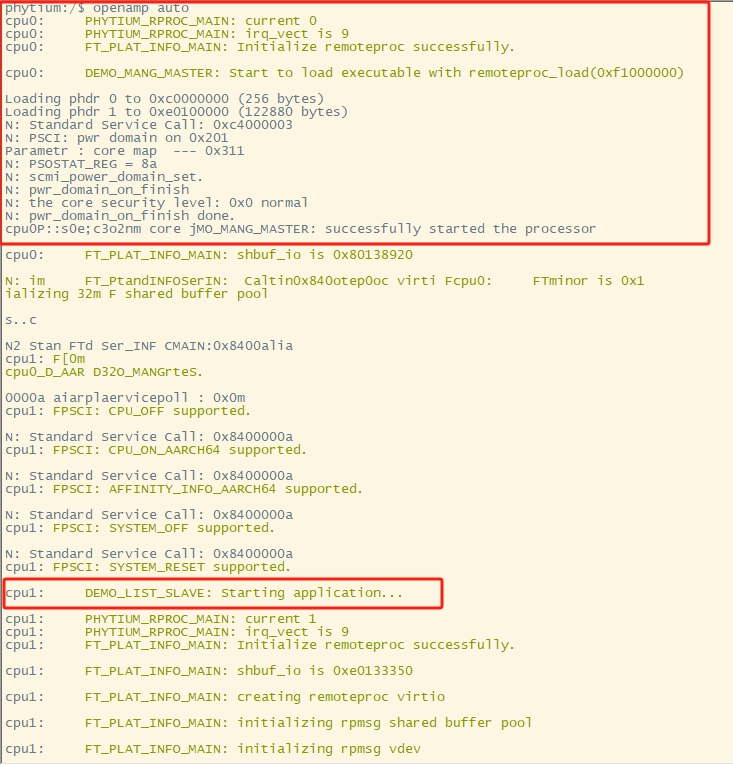 phytium:/$ openamp auto
cpu0:     PHYTIUM_RPROC_MAIN: current 0
cpu0:     PHYTIUM_RPROC_MAIN: irq_vect is 9
cpu0:     FT_PLAT_INFO_MAIN: Initialize remoteproc successfully.
cpu0:     DEMO_MANG_MASTER: Start to load executable with remoteproc_load(0xf1000000)
Loading phdr 0 to 0xc0000000 (256 bytes)
Loading phdr 1 to 0xe0100000 (122880 bytes)
N: Standard Service Call: 0xc4000003
N: PSCI: pwr domain on 0x201
Parametr : core map  --- 0x311
N: PSOSTAT_REG = 8a
N: scmi_power_domain_set.
N: pwr_domain_on_finish
N: the core security level: 0x0 normal
N: pwr_domain_on_finish done.
cpu0P::s0e;c3o2nm core jMO_MANG_MASTER: successfully started the processor
cpu0:     FT_PLAT_INFO_MAIN: shbuf_io is 0x80138920
N: im     FT_PtandINFOSerIN:  Caltin0x840otep0oc virti Fcpu0:     FTminor is 0x1
ializing 32m F shared buffer pool
s..c
N2 Stan FTd Ser_INF CMAIN:0x8400alia
cpu1: F[0m
cpu0_D_AAR D32O_MANGrteS.
0000a aiarplaervicepoll : 0x0m
cpu1: FPSCI: CPU_OFF supported.
N: Standard Service Call: 0x8400000a
cpu1: FPSCI: CPU_ON_AARCH64 supported.
N: Standard Service Call: 0x8400000a
cpu1: FPSCI: AFFINITY_INFO_AARCH64 supported.
N: Standard Service Call: 0x8400000a
cpu1: FPSCI: SYSTEM_OFF supported.
N: Standard Service Call: 0x8400000a
cpu1: FPSCI: SYSTEM_RESET supported.
cpu1:     DEMO_LIST_SLAVE: Starting application...
cpu1:     PHYTIUM_RPROC_MAIN: current 1
cpu1:     PHYTIUM_RPROC_MAIN: irq_vect is 9
cpu1:     FT_PLAT_INFO_MAIN: Initialize remoteproc successfully.
cpu1:     FT_PLAT_INFO_MAIN: shbuf_io is 0xe0133350
cpu1:     FT_PLAT_INFO_MAIN: creating remoteproc virtio
cpu1:     FT_PLAT_INFO_MAIN: initializing rpmsg shared buffer pool
cpu1:     FT_PLAT_INFO_MAIN: initializing rpmsg vdev